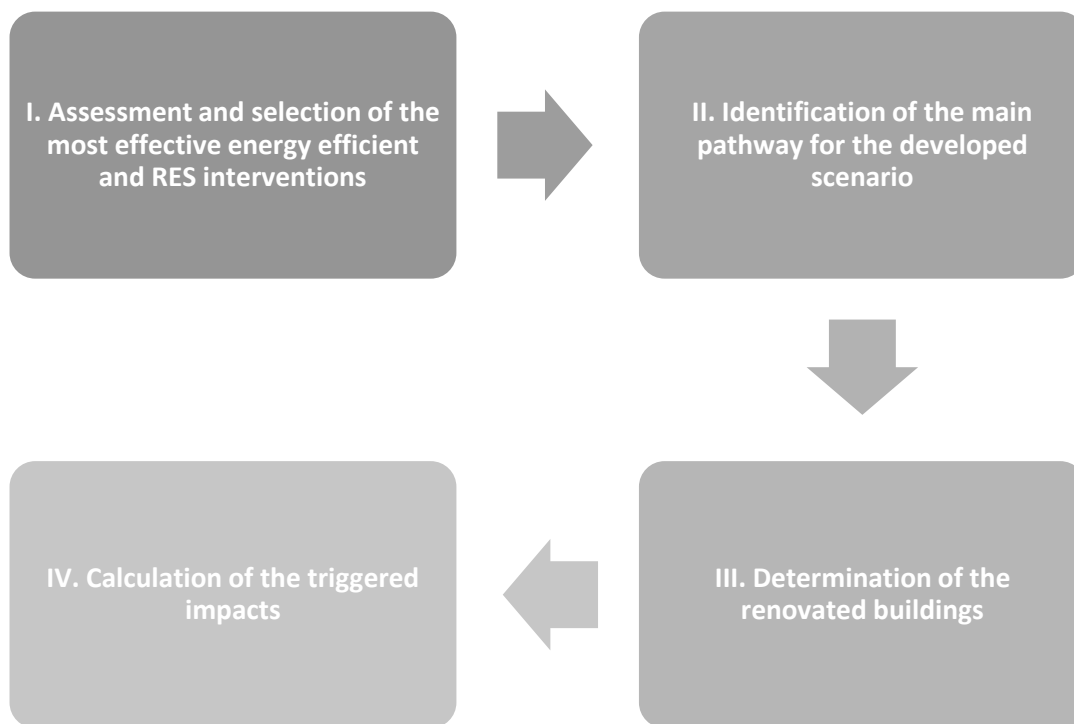 I. Assessment and selection of the
most effective energy efficient
and RES interventions
II. Identification of the main
pathway for the developed
scenario
III. Determination of the
renovated buildings
IV. Calculation of the triggered
impacts